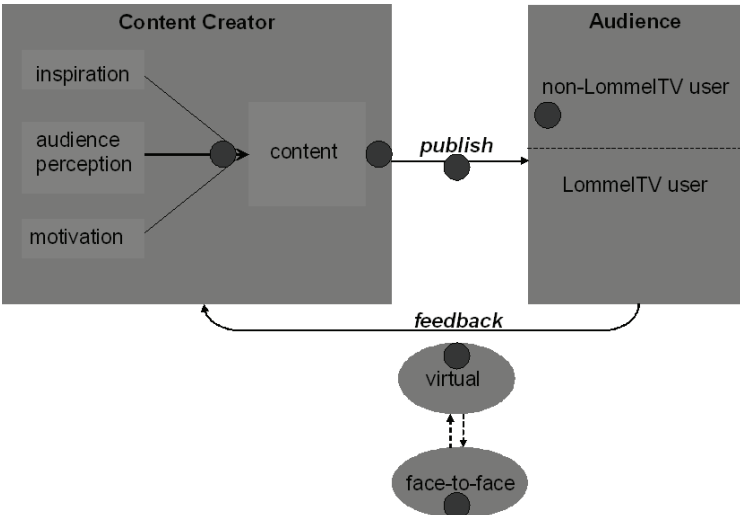 Content Creator
inspiration
audience
perception
motivation
content
publish
Audience
non-LommelTV user
LommelTV user
feedback
virtual
face-to-face